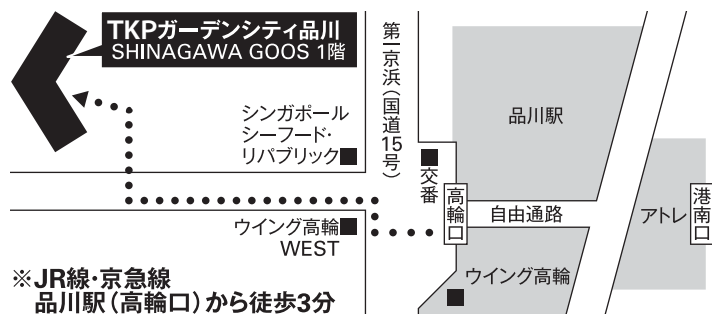 TKPガーデンシティ品川
SHINAGAWA GOOS 1階
第一京浜(国道15号)
シンガポール
シーフード・
リパブリック
品川駅
交番
高輪口
自由通路
アトレ
港南口
ウイング高輪
WEST
ウイング高輪
※JR線・京急線
品川駅(高輪口)から徒歩3分